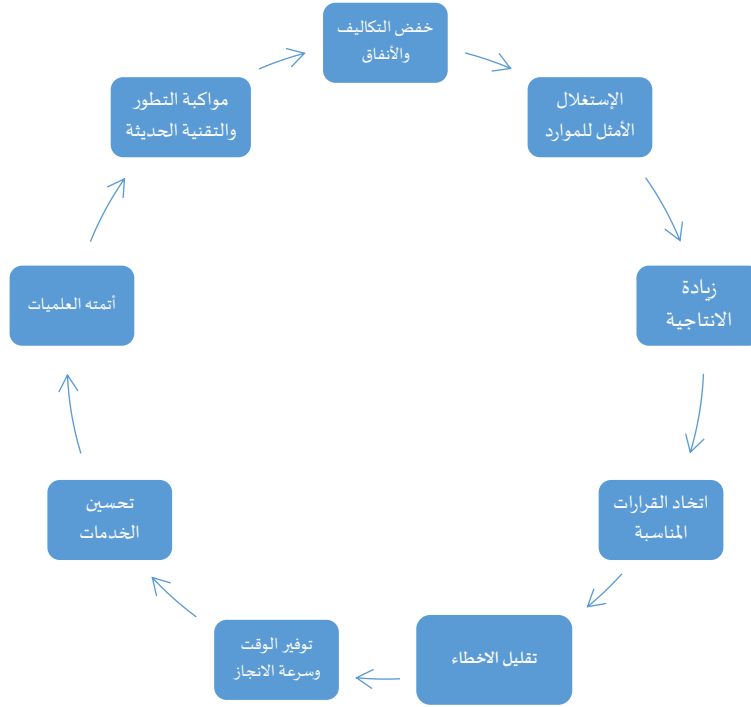 خفض التكاليف
والأنفاق
الإستغلال
الأمثل للموارد
زيادة
الانتاجية
اتخاد القرارات
المناسبة
تقليل الاخطاء
توفير الوقت
وسرعة الانجاز
تحسين
الخدمات
أتمته العلميات
مواكبة التطور
والتقنية الحديثة